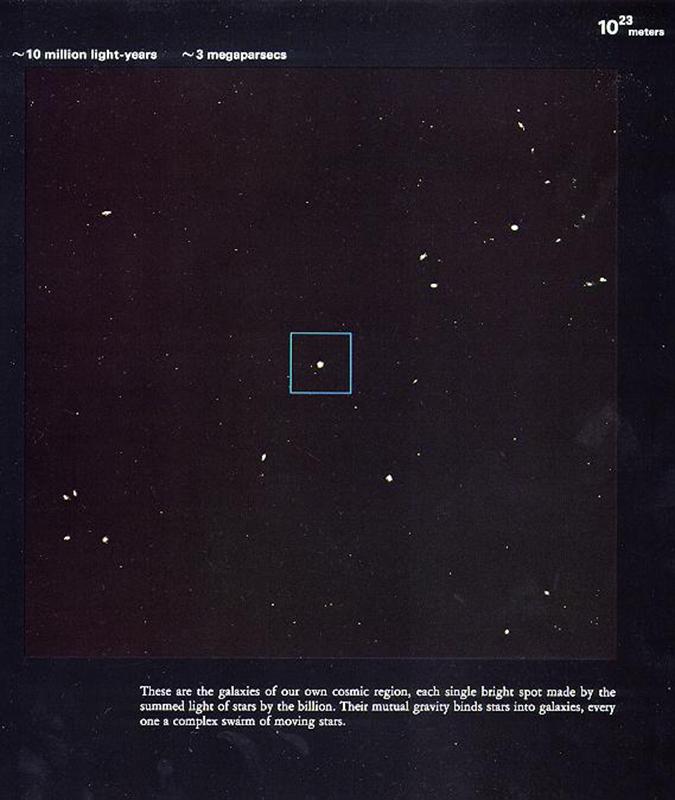 10²³ meters
~10 million light-years ~3 megaparsecs
These are the galaxies of our own cosmic region, each single bright spot made by the
summed light of stars by the billion. Their mutual gravity binds stars into galaxies, every
one a complex swarm of moving stars.